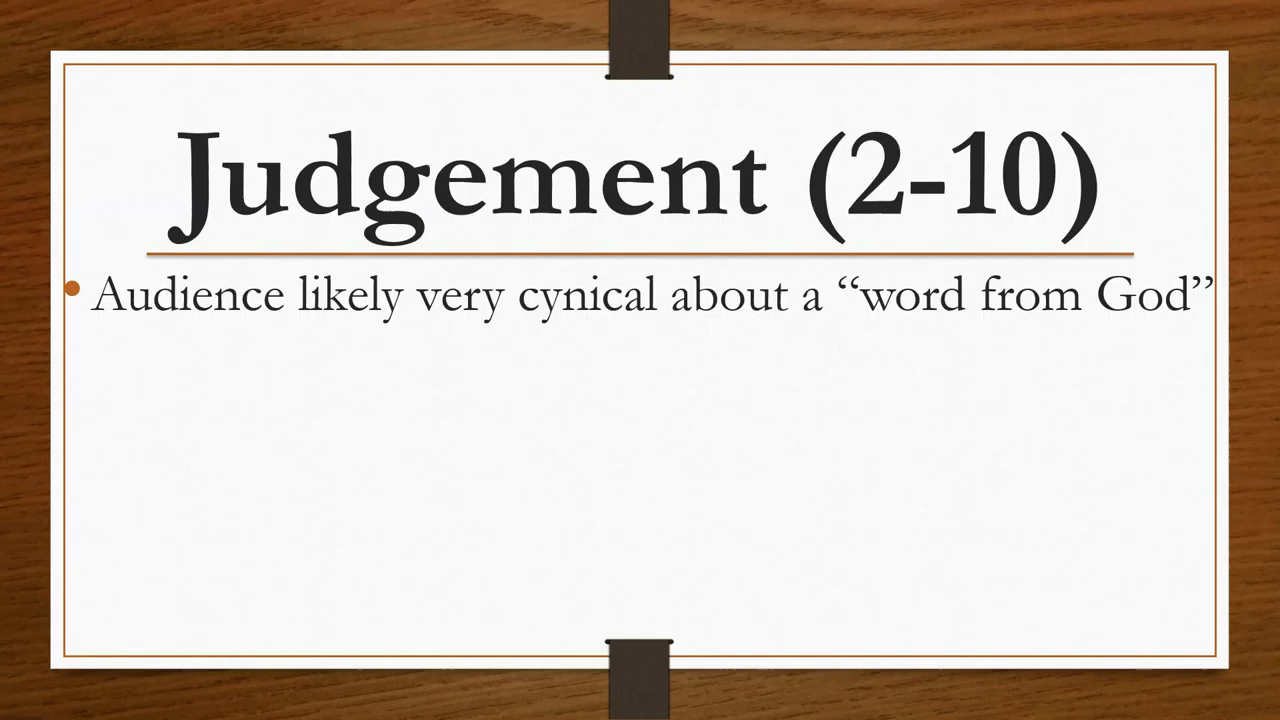 Judgement (2-10)
• Audience likely very cynical about a “word from God”